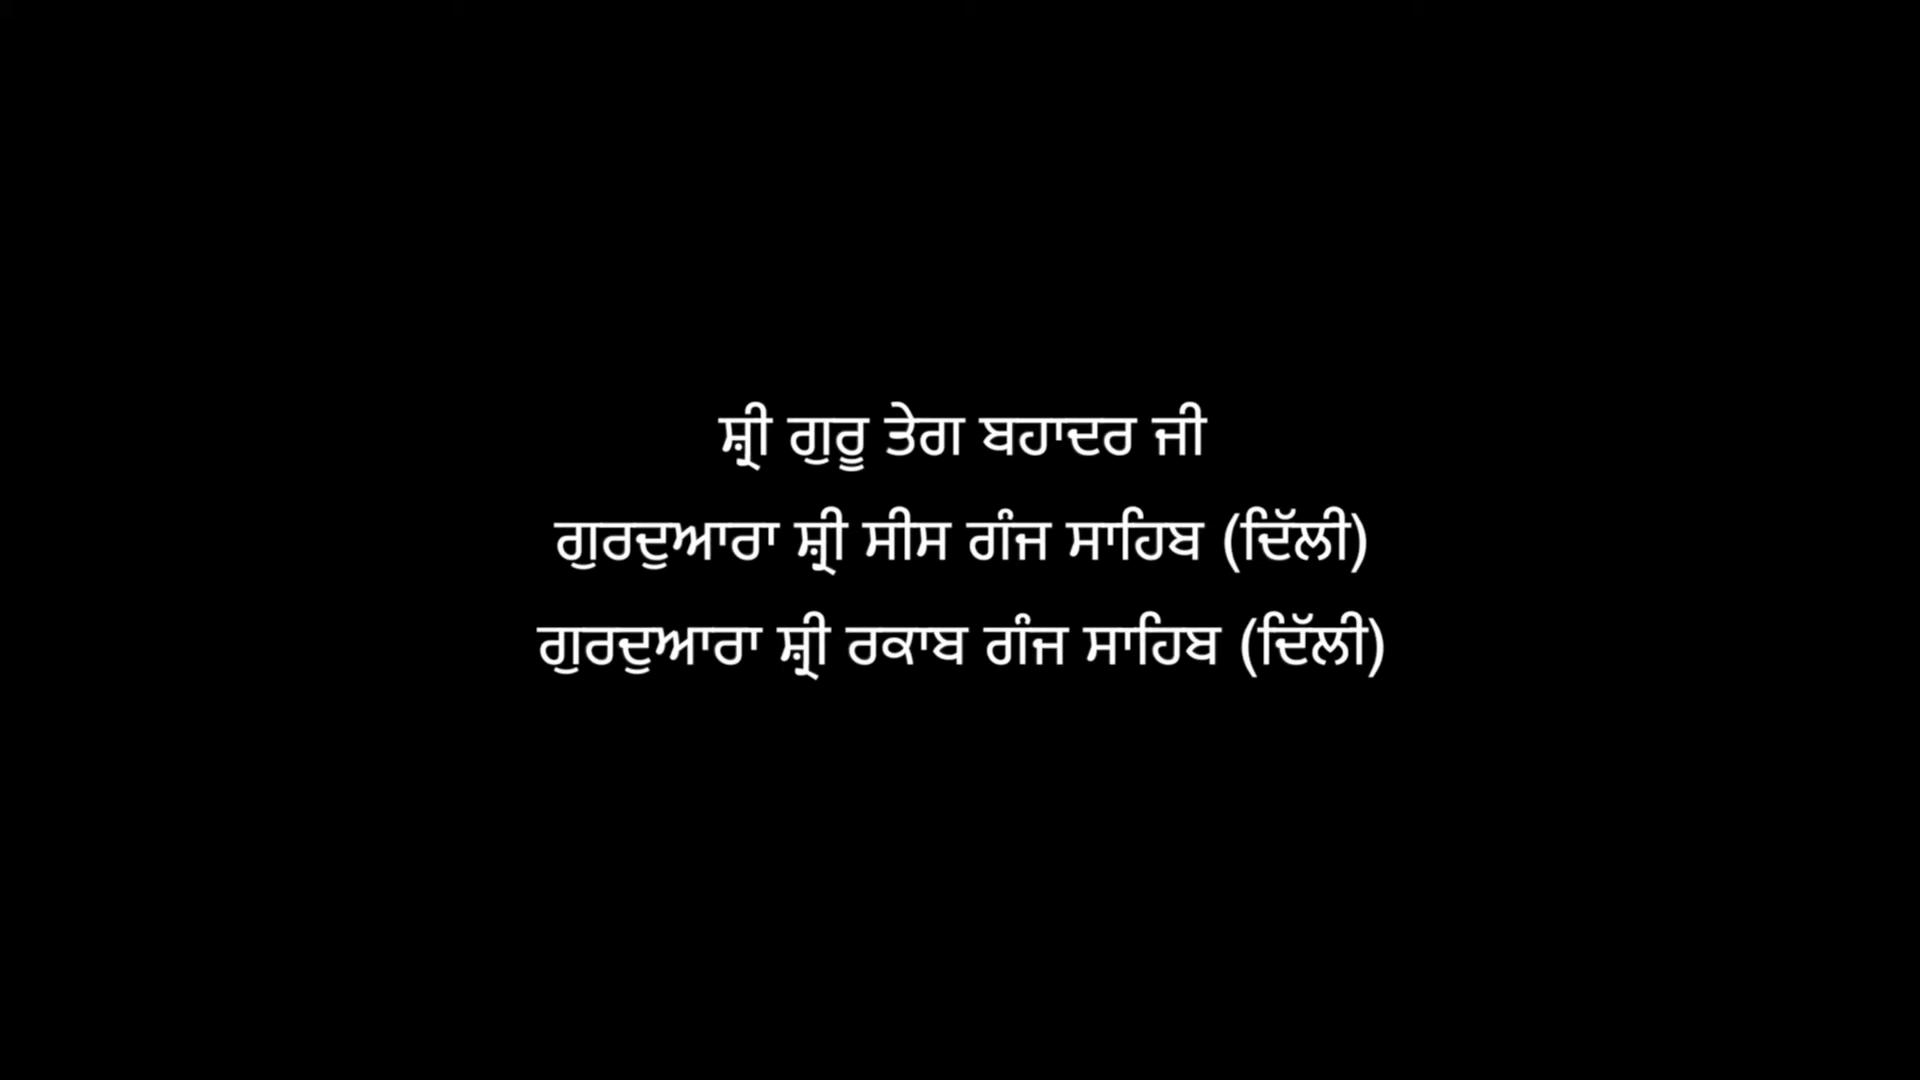 ਸ਼੍ਰੀ ਗੁਰੂ ਤੇਗ ਬਹਾਦਰ ਜੀ
ਗੁਰਦੁਆਰਾ ਸ਼੍ਰੀ ਸੀਸ ਗੰਜ ਸਾਹਿਬ (ਦਿੱਲੀ)
ਗੁਰਦੁਆਰਾ ਸ਼੍ਰੀ ਰਕਾਬ ਗੰਜ ਸਾਹਿਬ (ਦਿੱਲੀ)